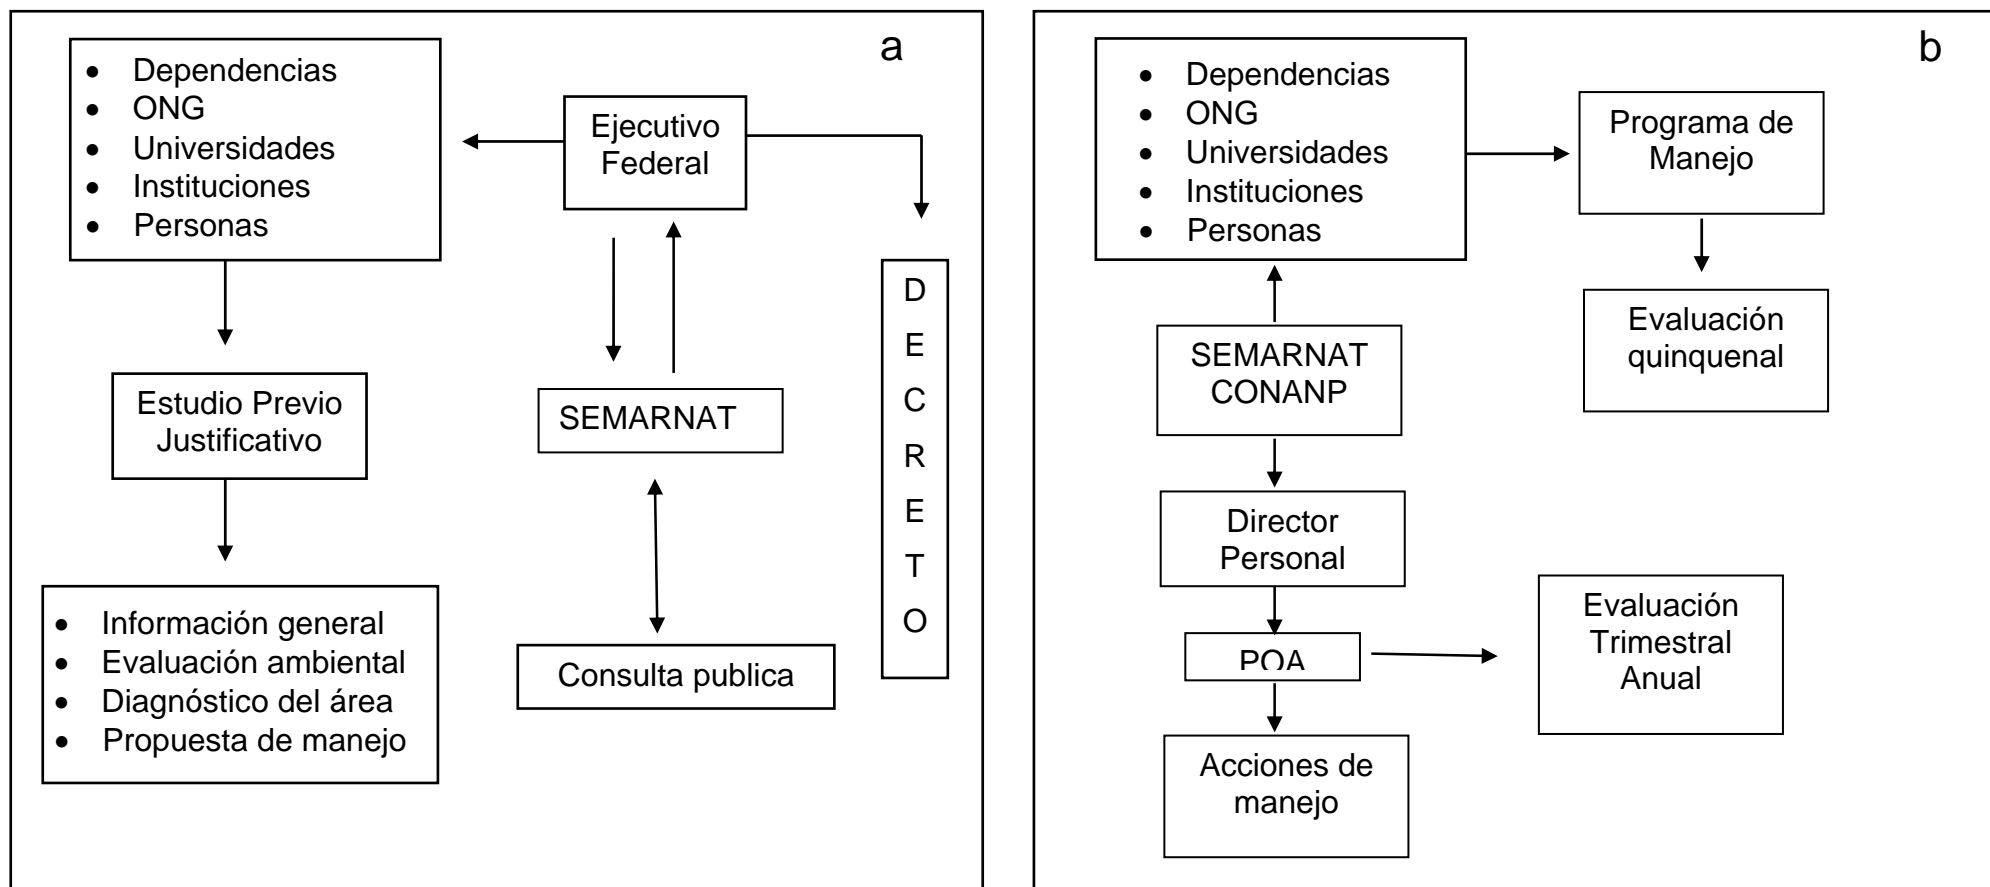 a
• Dependencias
• ONG
• Universidades
• Instituciones
• Personas
Ejecutivo
Federal
Estudio Previo
Justificativo
SEMARNAT
• Información general
• Evaluación ambiental
• Diagnóstico del área
• Propuesta de manejo
Consulta publica
D
E
C
R
E
T
O
b
• Dependencias
• ONG
• Universidades
• Instituciones
• Personas
Programa de
Manejo
Evaluación
quinquenal
SEMARNAT
CONANP
Director
Personal
POA
Evaluación
Trimestral
Anual
Acciones de
manejo